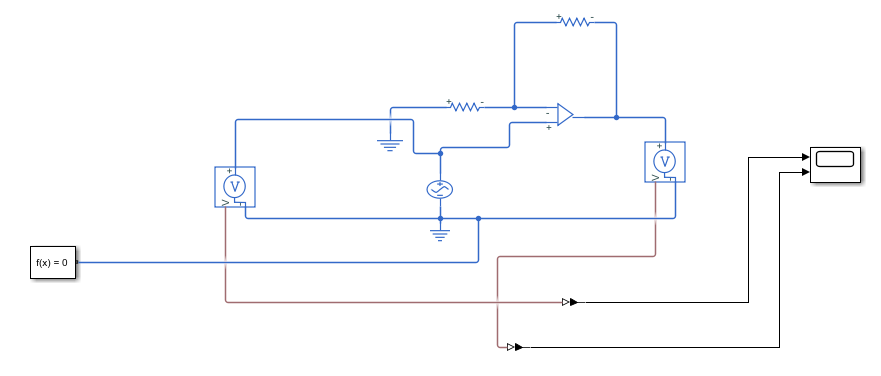 + -
+ -
-
+
+
V
V
+
V
V
f(x) = 0